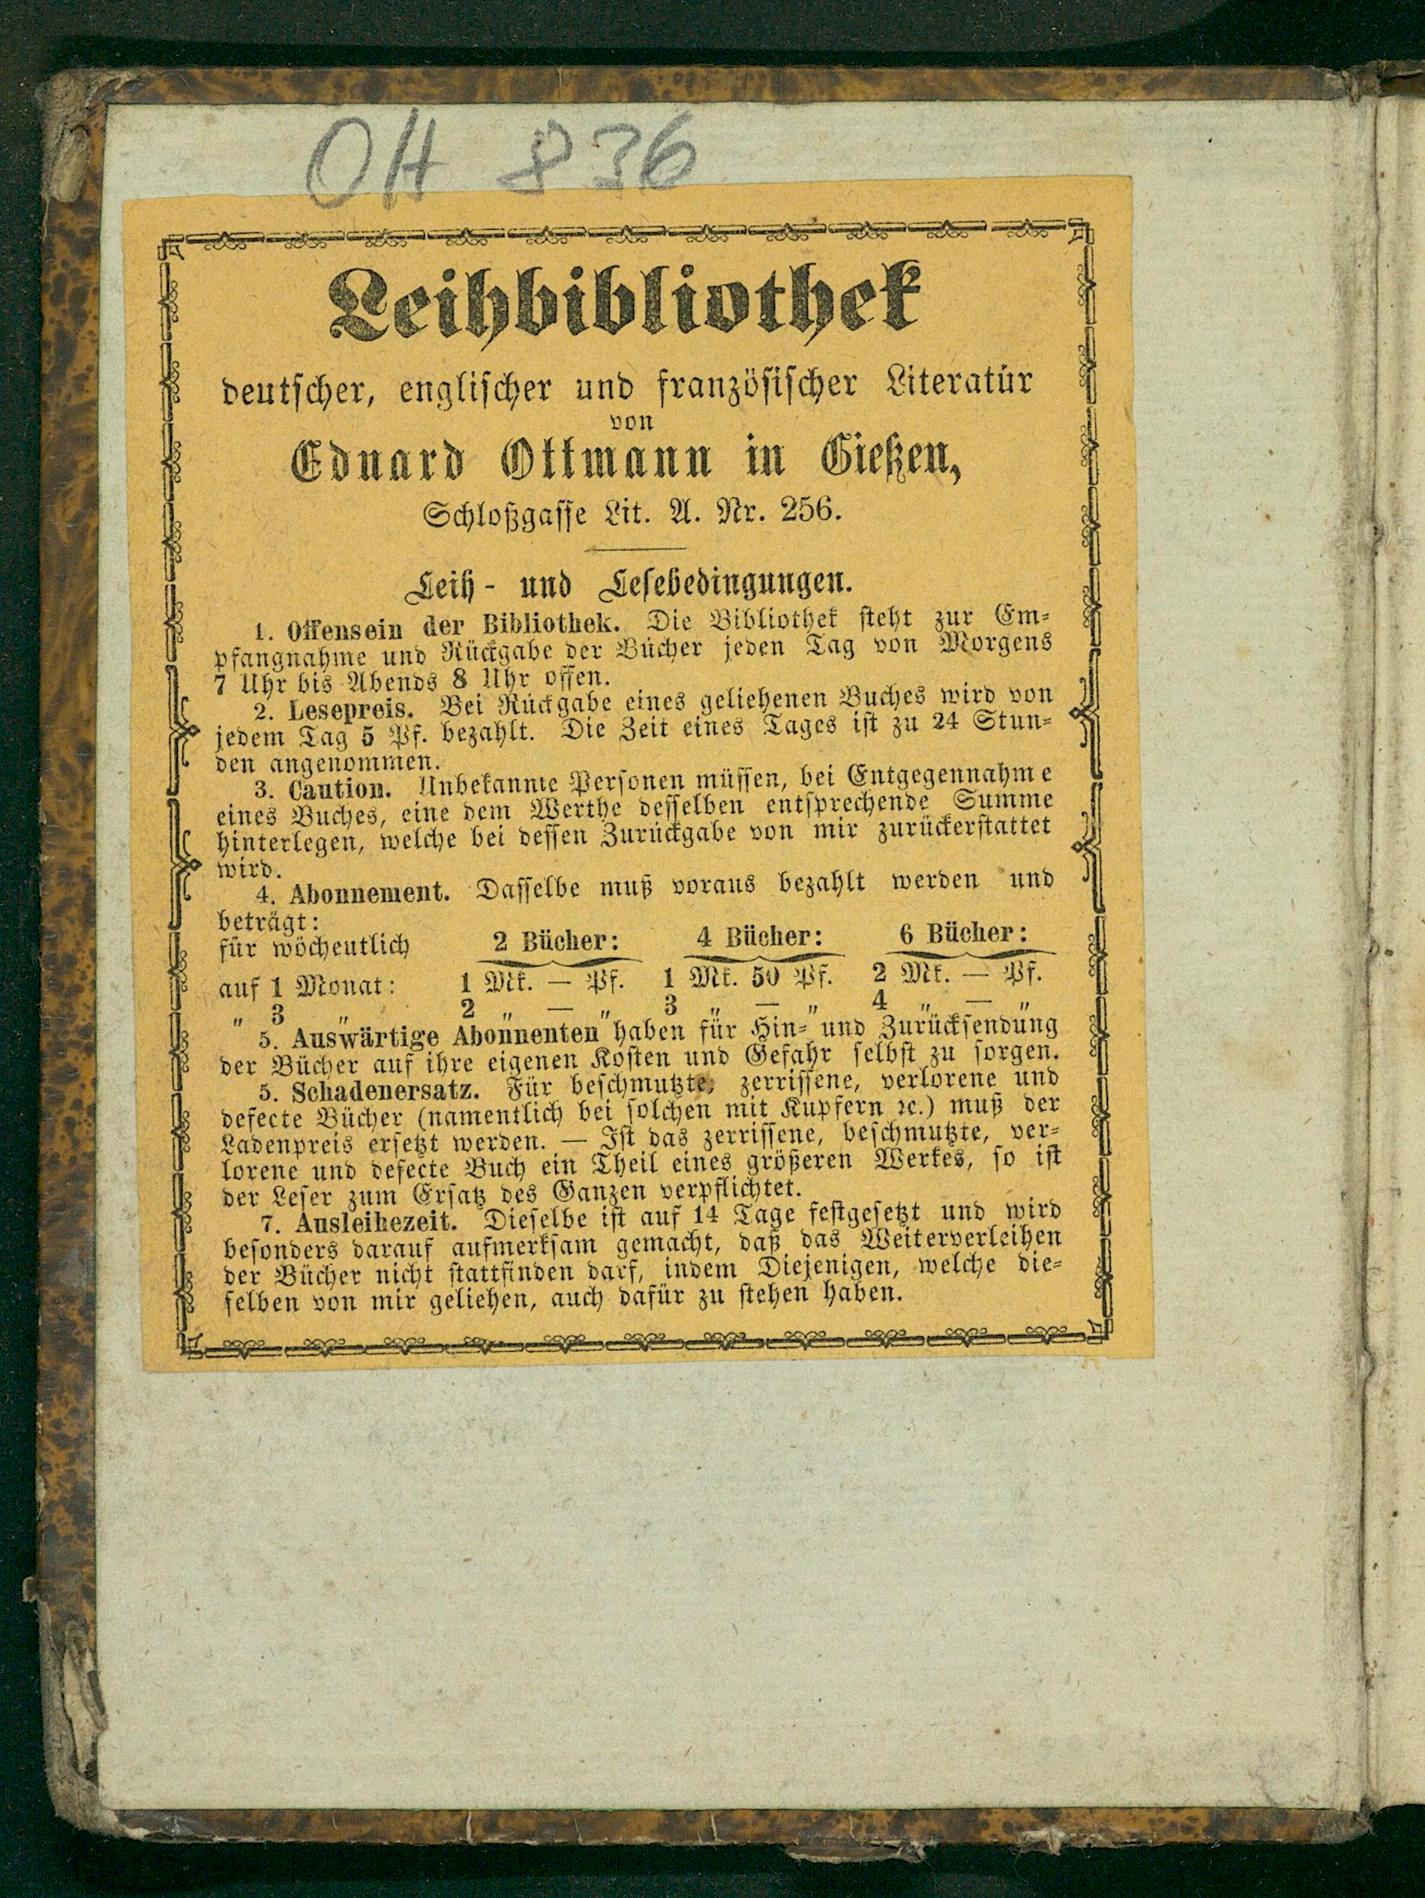 OH 836
Leihbibliothek
deutscher, englischer und französischer Literatur
von
Eduard Ottmann in Gießen,
Schloßgasse Lit. A. Nr. 256.
Leih- und Lesebedingungen.
1. Offensein der Bibliothek. Die Bibliothek steht zur Em-
pfangnahme und Rückgabe der Bücher jeden Tag von Morgens
7 Uhr bis Abends 8 Uhr offen.
2. Lesepreis. Bei Rückgabe eines geliehenen Buches wird von
jedem Tag 5 Pf. bezahlt. Die Zeit eines Tages ist zu 24 Stun-
den angenommen.
3. Caution. Unbekannte Personen müssen, bei Entgegennahme
eines Buches, eine dem Werthe desselben entsprechende Summe
hinterlegen, welche bei dessen Zurückgabe von mir zurückerstattet
wird.
4. Abonnement. Dasselbe muß voraus bezahlt werden und
beträgt:
für wöchentlich 2 Bücher: 4 Bücher: 6 Bücher:
auf 1 Monat: 1 Mk. — Pf. 1 Mk. 50 Pf. 2 Mk. — Pf.
" 3 " 2 " — " 3 " — " 4 " — "
5. Auswärtige Abonnenten haben für Hin- und Zurücksendung
der Bücher auf ihre eigenen Kosten und Gefahr selbst zu sorgen.
5. Schadenersatz. Für beschmutzte, zerrissene, verlorene und
defecte Bücher (namentlich bei solchen mit Kupfern ꝛc.) muß der
Ladenpreis ersetzt werden. — Ist das zerrissene, beschmutzte, ver-
lorene und defecte Buch ein Theil eines größeren Werkes, so ist
der Leser zum Ersatz des Ganzen verpflichtet.
7. Ausleihezeit. Dieselbe ist auf 14 Tage festgesetzt und wird
besonders darauf aufmerksam gemacht, daß das Weiterverleihen
der Bücher nicht stattfinden darf, indem Diejenigen, welche die-
selben von mir geliehen, auch dafür zu stehen haben.